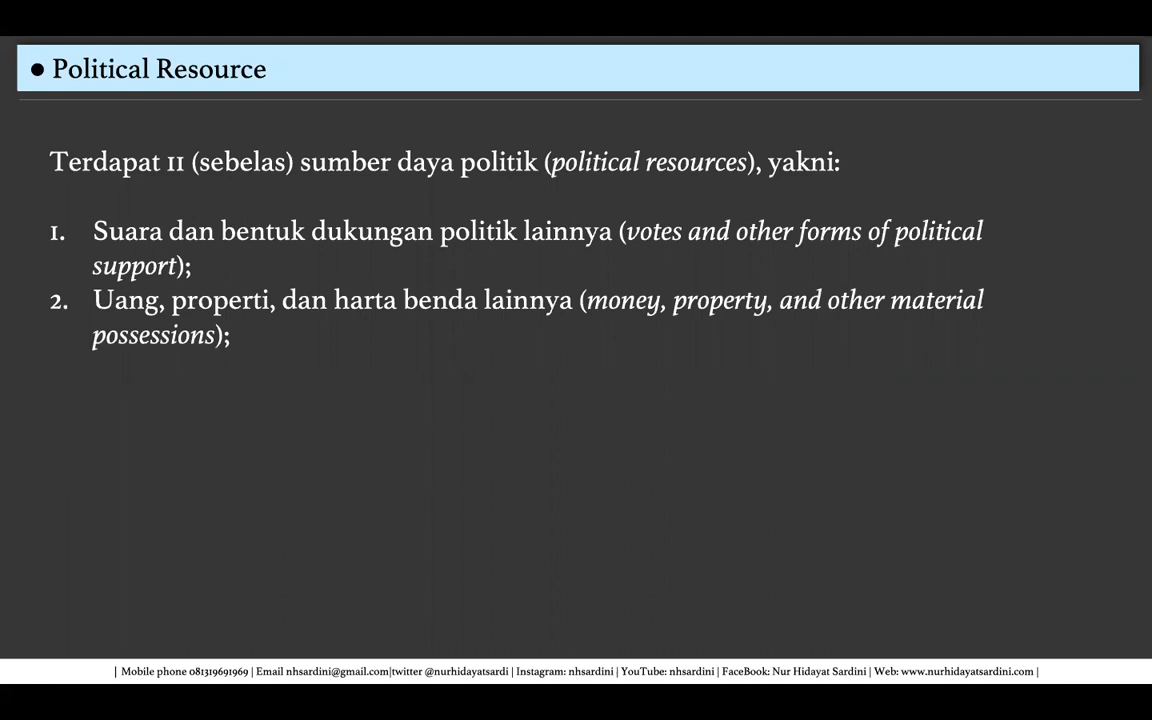 ● Political Resource
Terdapat 11 (sebelas) sumber daya politik (political resources), yakni:
1. Suara dan bentuk dukungan politik lainnya (votes and other forms of political
support);
2. Uang, properti, dan harta benda lainnya (money, property, and other material
possessions);
| Mobile phone 081319691969 | Email nhsardini@gmail.com|twitter @nurhidayatsardi | Instagram: nhsardini | YouTube: nhsardini | FaceBook: Nur Hidayat Sardini | Web: www.nurhidayatsardini.com |